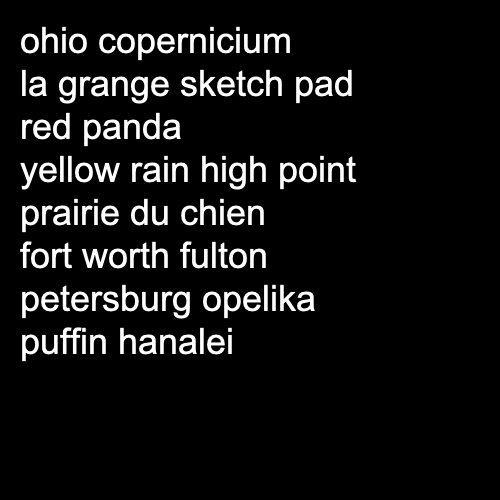 ohio copernicium
la grange sketch pad
red panda
yellow rain high point
prairie du chien
fort worth fulton
petersburg opelika
puffin hanalei